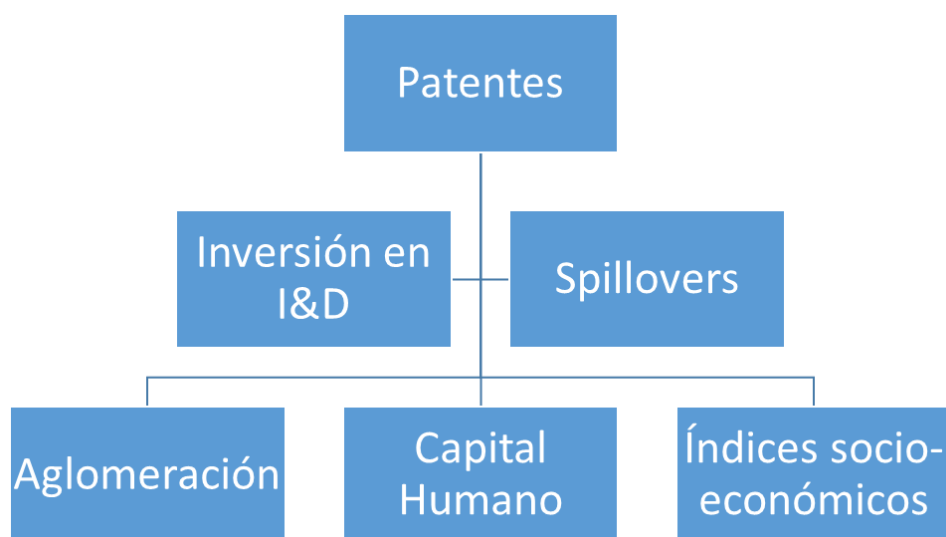 Patentes
Inversión en
I&D
Spillovers
Aglomeración
Capital
Humano
Índices socio-
económicos